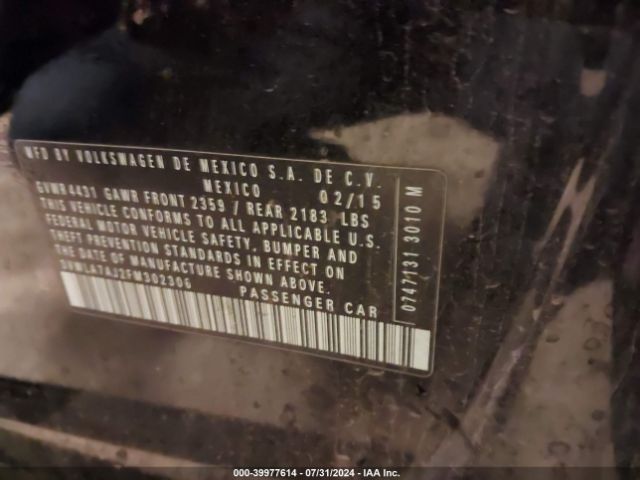 MFD BY VOLKSWAGEN DE MEXICO S.A. DE C.V.
MEXICO 02/15
GVWR4431 GAWR FRONT 2359 / REAR 2183 LBS
THIS VEHICLE CONFORMS TO ALL APPLICABLE U.S.
FEDERAL MOTOR VEHICLE SAFETY, BUMPER AND
THEFT PREVENTION STANDARDS IN EFFECT ON
THE DATE OF MANUFACTURE SHOWN ABOVE.
PASSENGER CAR
0747131 3010 M
000-39977614 - 07/31/2024 - IAA Inc.